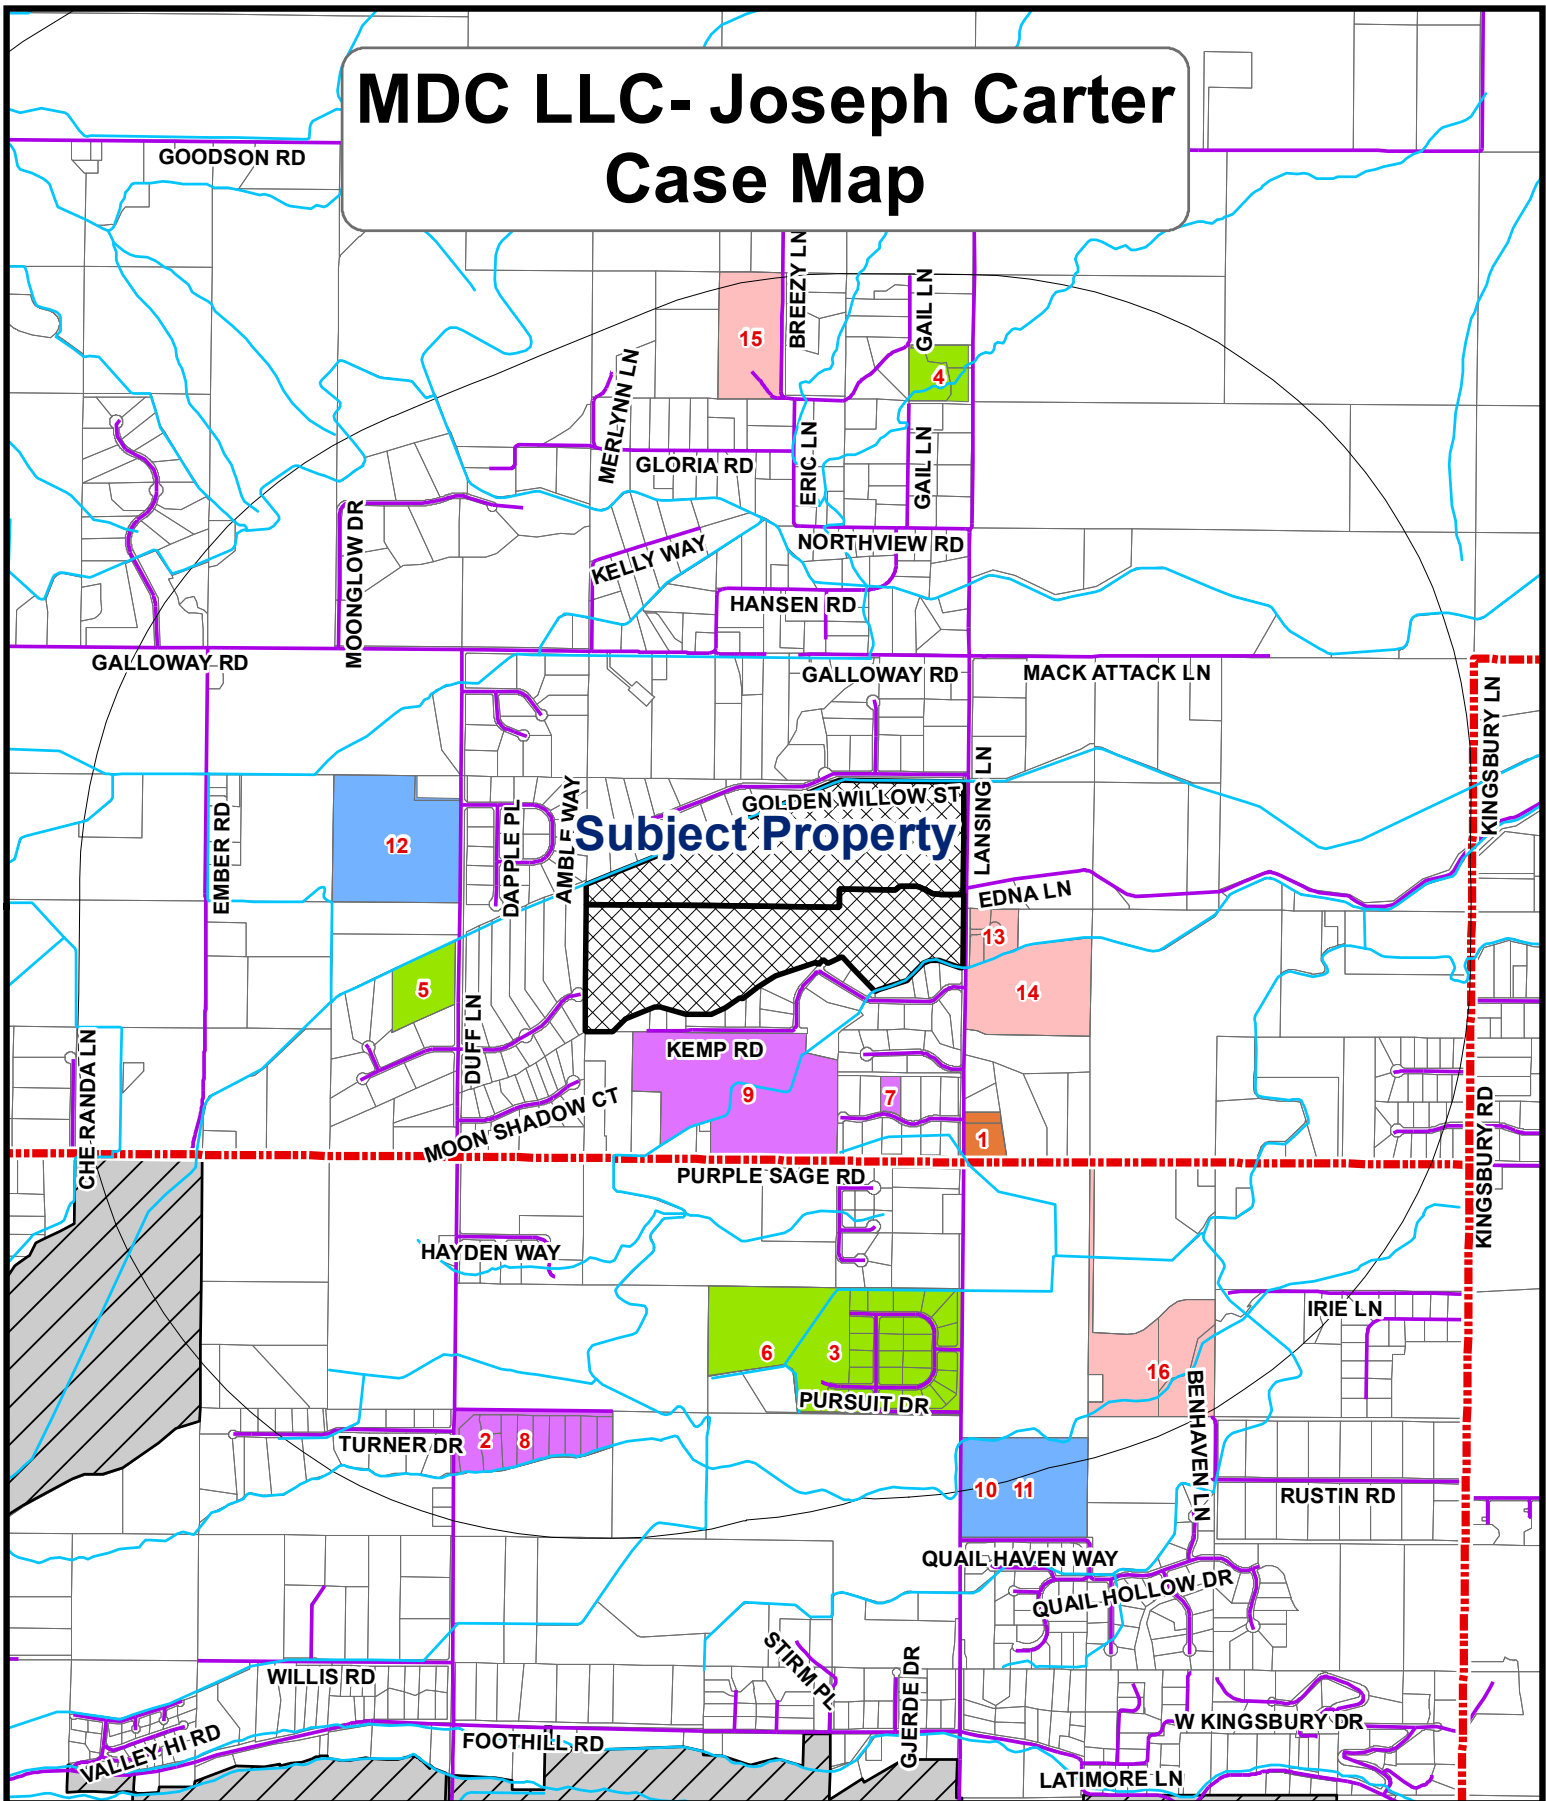 MDC LLC- Joseph Carter
Case Map
GOODSON RD
BREEZY LN
GAIL LN
15
4
MERLYNN LN
GLORIA RD
ERIC LN
GAIL LN
MOONGLOW DR
KELLY WAY
NORTHVIEW RD
HANSEN RD
GALLOWAY RD
GALLOWAY RD
MACK ATTACK LN
KINGSBURY LN
LANSING LN
GOLDEN WILLOW ST
Subject Property
EMBER RD
12
DAPPLE PL
AMBLE WAY
EDNA LN
13
5
14
DUFF LN
CHE-RANDA LN
KEMP RD
9
7
MOON SHADOW CT
1
KINGSBURY RD
PURPLE SAGE RD
HAYDEN WAY
IRIE LN
6
3
16
PURSUIT DR
BENHAVEN LN
TURNER DR
2
8
10
11
RUSTIN RD
QUAIL HAVEN WAY
QUAIL HOLLOW DR
STIRM PL
GJERDE DR
WILLIS RD
W KINGSBURY DR
VALLEY HI RD
FOOTHILL RD
LATIMORE LN